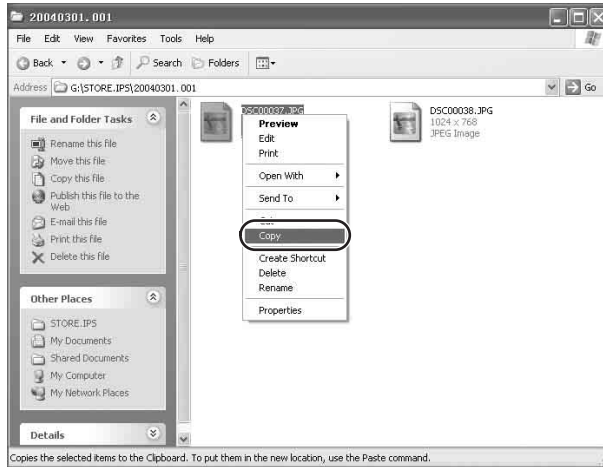 20040301.001
File Edit View Favorites Tools Help
Back Search Folders
Address G:\STORE.IPS\20040301.001 Go
File and Folder Tasks
Rename this file
Move this file
Copy this file
Publish this file to the
Web
E-mail this file
Print this file
Delete this file
Other Places
STORE.IPS
My Documents
Shared Documents
My Computer
My Network Places
Details
DSC00037.JPG
Preview
Edit
Print
Open With
Send To
Cut
Copy
Create Shortcut
Delete
Rename
Properties
DSC00038.JPG
1024 x 768
JPEG Image
Copies the selected items to the Clipboard. To put them in the new location, use the Paste command.